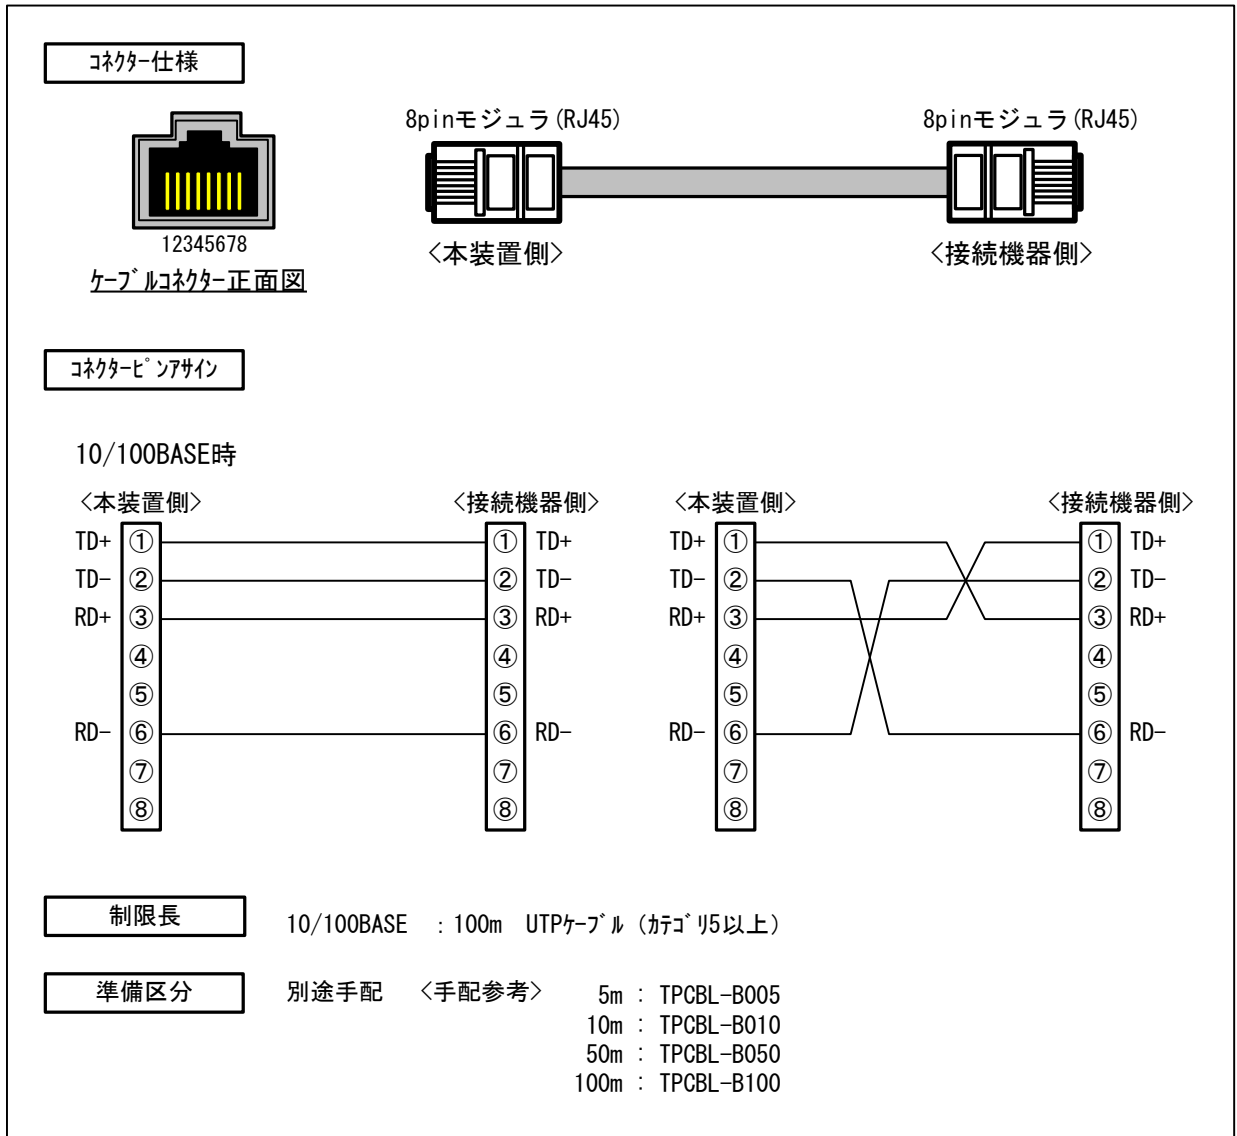 ｺﾈｸﾀｰ仕様
8pinモジュラ(RJ45)
8pinモジュラ(RJ45)
12345678
<本装置側>
<接続機器側>
ｹｰﾌﾞﾙｺﾈｸﾀｰ正面図
ｺﾈｸﾀｰﾋﾟﾝｱｻｲﾝ
10/100BASE時
<本装置側> <接続機器側>
TD+ ① ① TD+
TD- ② ② TD-
RD+ ③ ③ RD+
④ ④
⑤ ⑤
RD- ⑥ ⑥ RD-
⑦ ⑦
⑧ ⑧
<本装置側> <接続機器側>
TD+ ① ① TD+
TD- ② ② TD-
RD+ ③ ③ RD+
④ ④
⑤ ⑤
RD- ⑥ ⑥ RD-
⑦ ⑦
⑧ ⑧
制限長
10/100BASE : 100m UTPｹｰﾌﾞﾙ (ｶﾃｺﾞﾘ5以上)
準備区分
別途手配 <手配参考> 5m : TPCBL-B005
10m : TPCBL-B010
50m : TPCBL-B050
100m : TPCBL-B100